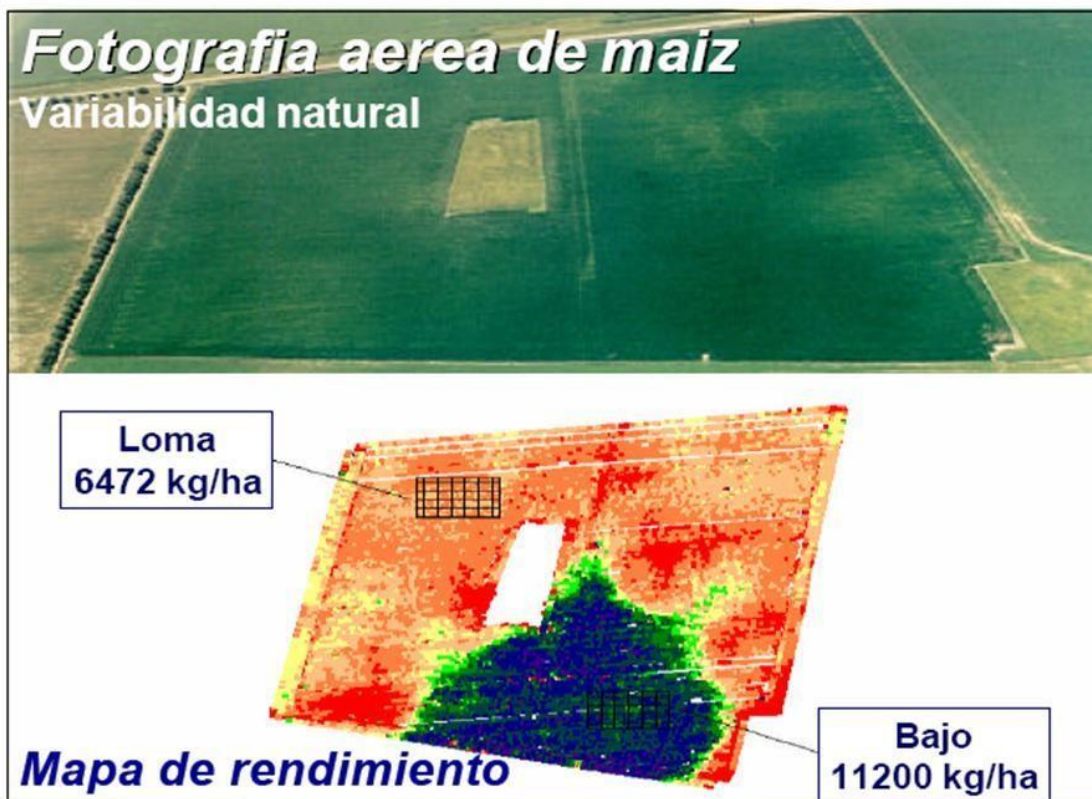 Fotografia aerea de maiz
Variabilidad natural
Loma
6472 kg/ha
Bajo
11200 kg/ha
Mapa de rendimiento